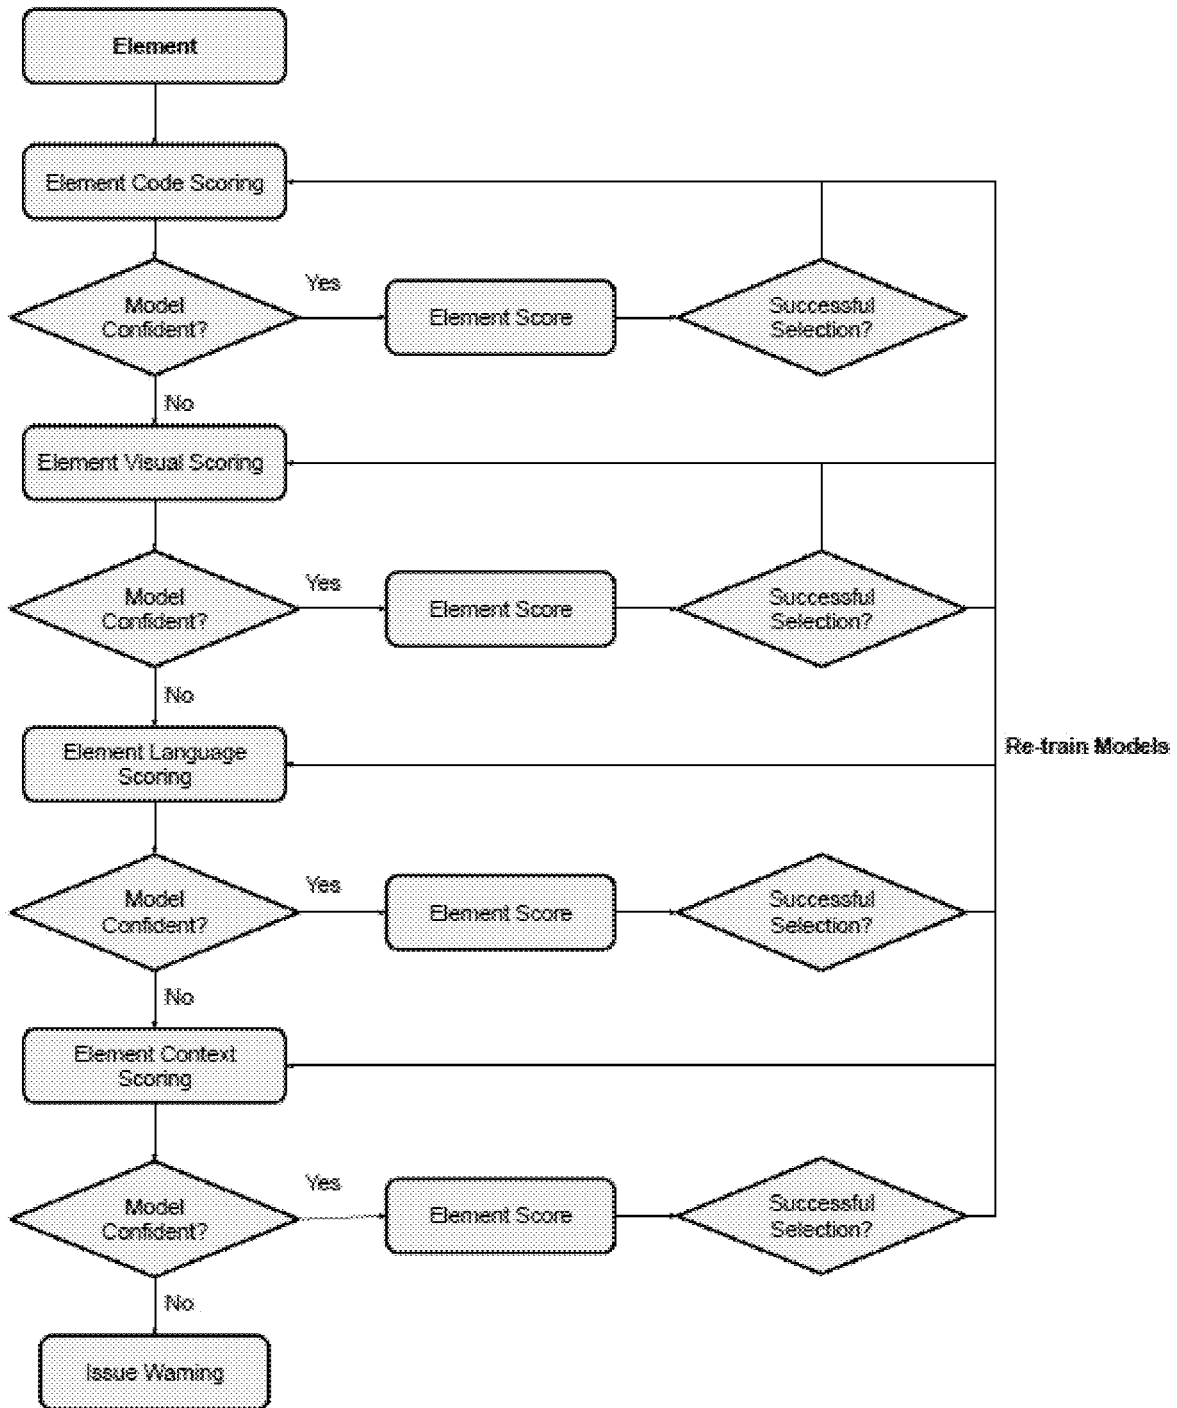 Element
Element Code Scoring
Model
Confident?
Yes
Element Score
Successful
Selection?
No
Element Visual Scoring
Model
Confident?
Yes
Element Score
Successful
Selection?
No
Element Language
Scoring
Re-train Models
Model
Confident?
Yes
Element Score
Successful
Selection?
No
Element Context
Scoring
Model
Confident?
Yes
Element Score
Successful
Selection?
No
Issue Warning